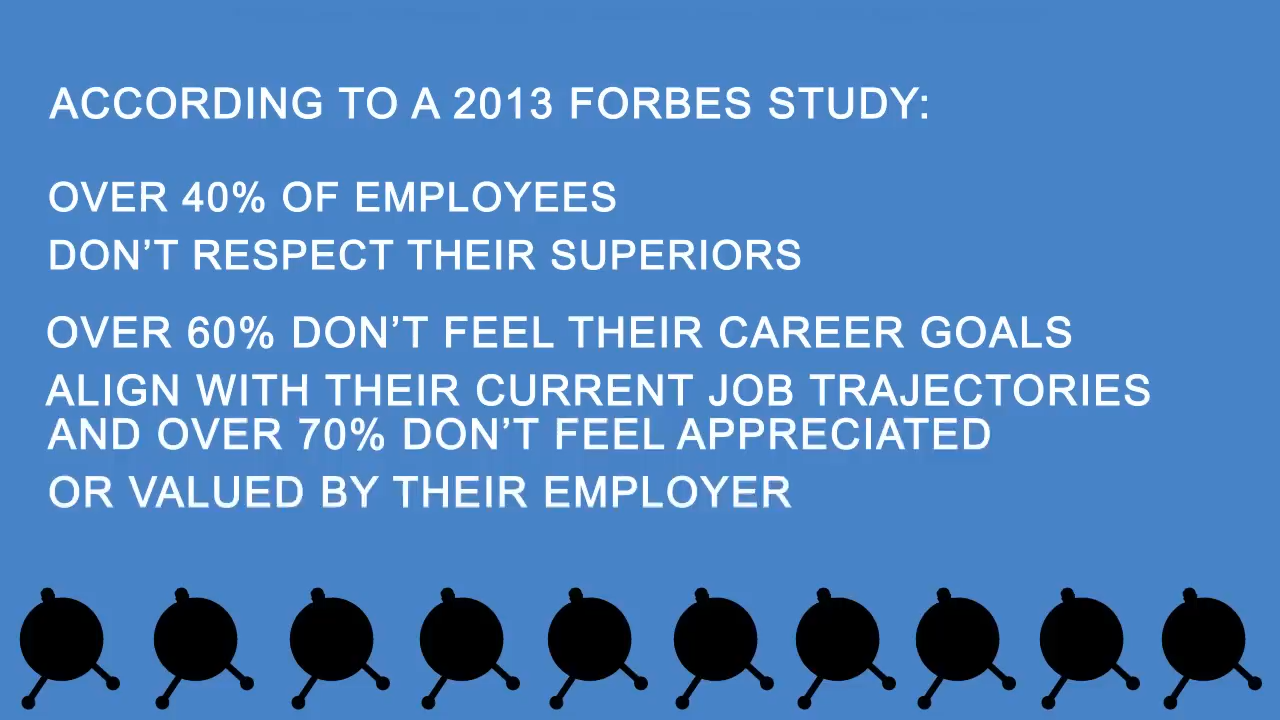 ACCORDING TO A 2013 FORBES STUDY:
OVER 40% OF EMPLOYEES
DON’T RESPECT THEIR SUPERIORS
OVER 60% DON’T FEEL THEIR CAREER GOALS
ALIGN WITH THEIR CURRENT JOB TRAJECTORIES
AND OVER 70% DON’T FEEL APPRECIATED
OR VALUED BY THEIR EMPLOYER